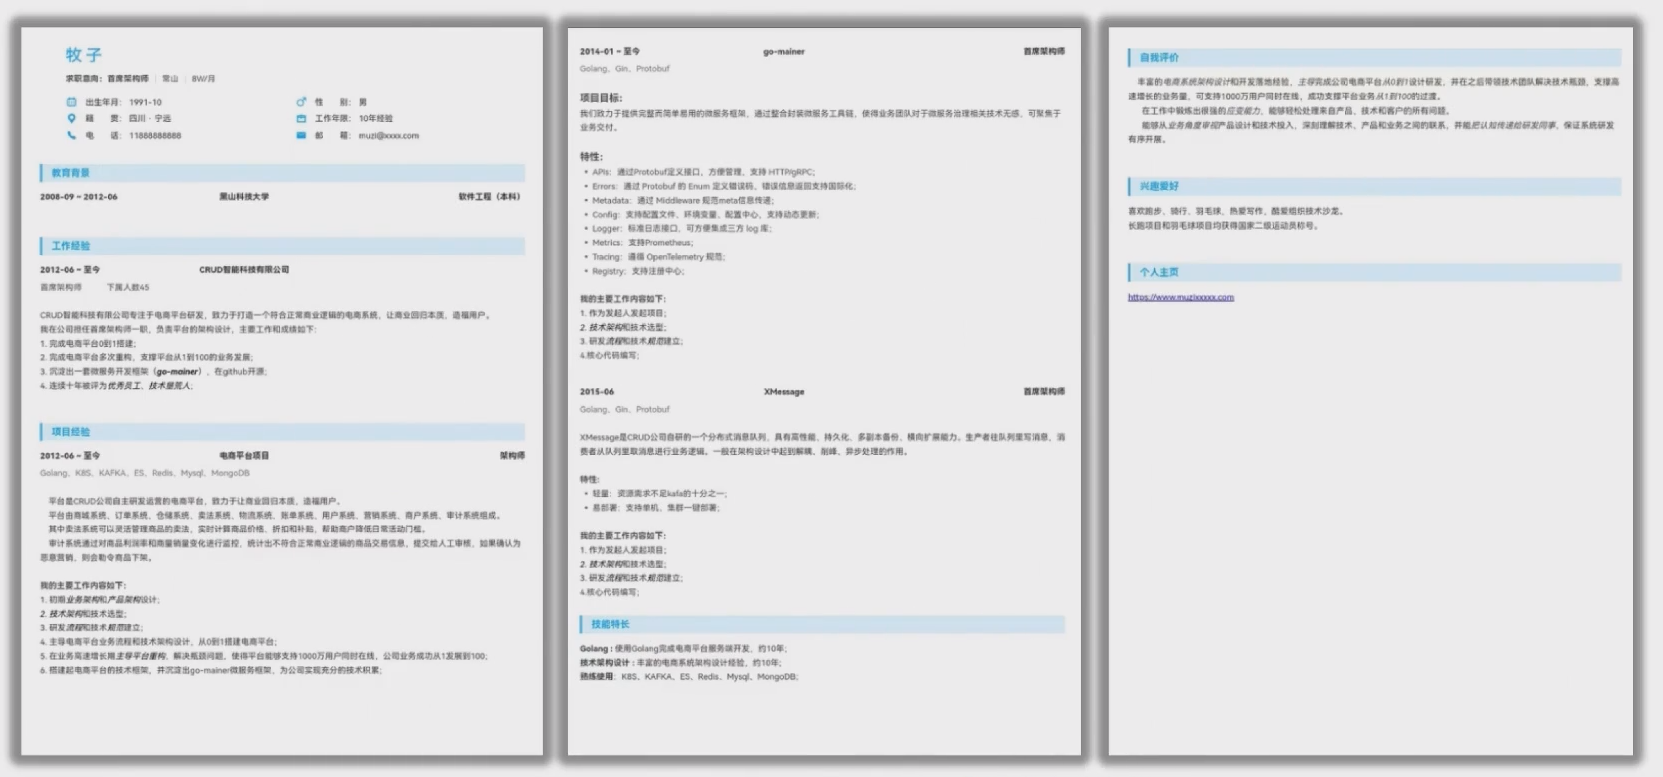 牧子
求职意向：首席架构师 | 常山 | 8W/月
出生年月：1991-10 性 别：男
籍 贯：四川 · 宁远 工作年限：10年经验
电 话：11868888888 邮 箱：muzi@xxxx.com
教育背景
2008-09 ~ 2012-06 黑山科技大学 软件工程（本科）
工作经验
2012-06 ~ 至今 CRUD智能科技有限公司
首席架构师 下属人数45
CRUD智能科技有限公司专注于电商平台研发，致力于打造一个符合正常商业逻辑的电商系统，让商业回归本质，造福用户。
我在公司担任首席架构师一职，负责平台的架构设计，主要工作和成绩如下：
1. 完成电商平台0到1搭建；
2. 完成电商平台多次重构，支撑平台从1到100的业务发展；
3. 沉淀出一套微服务开发框架（go-mainer），在github开源；
4. 连续十年被评为优秀员工、技术是荒人；
项目经验
2012-06 ~ 至今 电商平台项目 架构师
Golang、K8S、KAFKA、ES、Redis、Mysql、MongoDB
平台是CRUD公司自主研发运营的电商平台，致力于让商业回归本质，造福用户。
平台由商城系统、订单系统、仓储系统、卖法系统、物流系统、账单系统、用户系统、营销系统、商户系统、审计系统组成。
其中卖法系统可以灵活管理商品的卖法，实时计算商品价格、折扣和补贴，帮助商户降低日常活动门槛。
审计系统通过对商品利润率和商量销量变化进行监控，统计出不符合正常商业逻辑的商品交易信息，提交给人工审核，如果确认为
恶意营销，则会勒令商品下架。
我的主要工作内容如下：
1. 初期业务架构和产品架构设计；
2. 技术架构和技术选型；
3. 研发流程和技术规范建立；
4. 主导电商平台业务流程和技术架构设计，从0到1搭建电商平台；
5. 在业务高速增长期主导平台重构，解决瓶颈问题，使得平台能够支持1000万用户同时在线，公司业务成功从1发展到100；
6. 搭建起电商平台的技术框架，并沉淀出go-mainer微服务框架，为公司实现充分的技术积累；
2014-01 ~ 至今 go-mainer 首席架构师
Golang、Gin、Protobuf
项目目标：
我们致力于提供完整而简单易用的微服务框架，通过整合封装微服务工具链，使得业务团队对于微服务治理相关技术无感，可聚焦于
业务交付。
特性：
• APIs：通过Protobuf定义接口，方便管理，支持 HTTP/gRPC；
• Errors：通过 Protobuf 的 Enum 定义错误码，错误信息返回支持国际化；
• Metadata：通过 Middleware 规范meta信息传递；
• Config：支持配置文件、环境变量、配置中心，支持动态更新；
• Logger：标准日志接口，可方便集成三方 log 库；
• Metrics：支持Prometheus；
• Tracing：遵循 OpenTelemetry 规范；
• Registry：支持注册中心；
我的主要工作内容如下：
1. 作为发起人发起项目；
2. 技术架构和技术选型；
3. 研发流程和技术规范建立；
4.核心代码编写；
2015-06 XMessage 首席架构师
Golang、Gin、Protobuf
XMessage是CRUD公司自研的一个分布式消息队列，具有高性能、持久化、多副本备份、横向扩展能力。生产者往队列里写消息，消
费者从队列里取消息进行业务逻辑。一般在架构设计中起到解耦、削峰、异步处理的作用。
特性：
• 轻量：资源需求不足kafa的十分之一；
• 易部署：支持单机、集群一键部署；
我的主要工作内容如下：
1. 作为发起人发起项目；
2. 技术架构和技术选型；
3. 研发流程和技术规范建立；
4.核心代码编写；
技能特长
Golang : 使用Golang完成电商平台服务端开发，约10年；
技术架构设计 : 丰富的电商系统架构设计经验，约10年；
熟练使用：K8S、KAFKA、ES、Redis、Mysql、MongoDB；
自我评价
丰富的电商系统架构设计和开发落地经验，主导完成公司电商平台从0到1设计研发，并在之后带领技术团队解决技术瓶颈，支撑高
速增长的业务量，可支持1000万用户同时在线，成功支撑平台业务从1到100的过渡。
在工作中锻炼出很强的应变能力，能够轻松处理来自产品、技术和客户的所有问题。
能够从业务角度审视产品设计和技术投入，深刻理解技术、产品和业务之间的联系，并能把认知传递给研发同事，保证系统研发
有序开展。
兴趣爱好
喜欢跑步，骑行，羽毛球，热爱写作，酷爱组织技术沙龙。
长跑项目和羽毛球项目均获得国家二级运动员称号。
个人主页
https://www.muzixxxxx.com